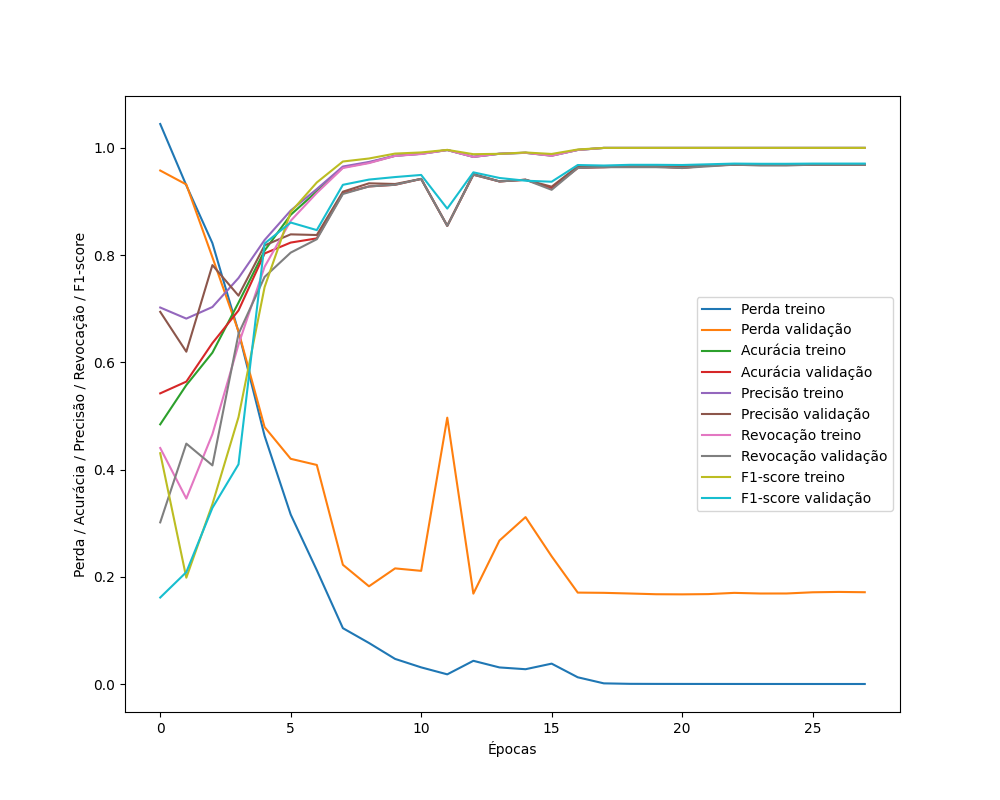 Perda / Acurácia / Precisão / Revocação / F1-score
1.0
0.8
0.6
0.4
0.2
0.0
Perda treino
Perda validação
Acurácia treino
Acurácia validação
Precisão treino
Precisão validação
Revocação treino
Revocação validação
F1-score treino
F1-score validação
0 5 10 15 20 25
Épocas